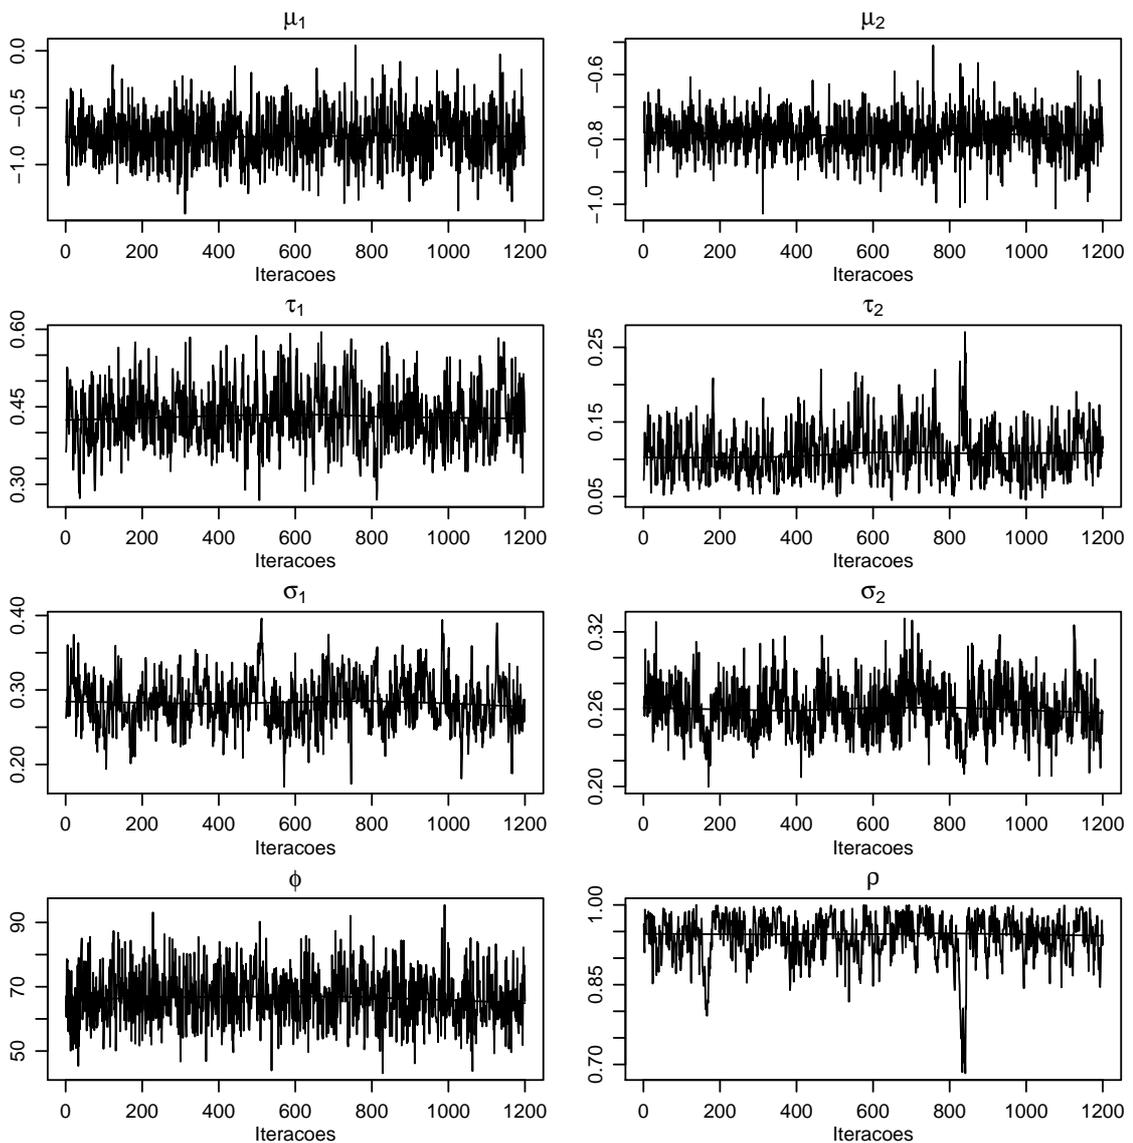 μ1
0.0
−0.5
−1.0
0 200 400 600 800 1000 1200
Iteracoes
μ2
−0.6
−0.8
−1.0
0 200 400 600 800 1000 1200
Iteracoes
τ1
0.60
0.45
0.30
0 200 400 600 800 1000 1200
Iteracoes
τ2
0.25
0.15
0.05
0 200 400 600 800 1000 1200
Iteracoes
σ1
0.40
0.30
0.20
0 200 400 600 800 1000 1200
Iteracoes
σ2
0.32
0.26
0.20
0 200 400 600 800 1000 1200
Iteracoes
ϕ
90
70
50
0 200 400 600 800 1000 1200
Iteracoes
ρ
1.00
0.85
0.70
0 200 400 600 800 1000 1200
Iteracoes